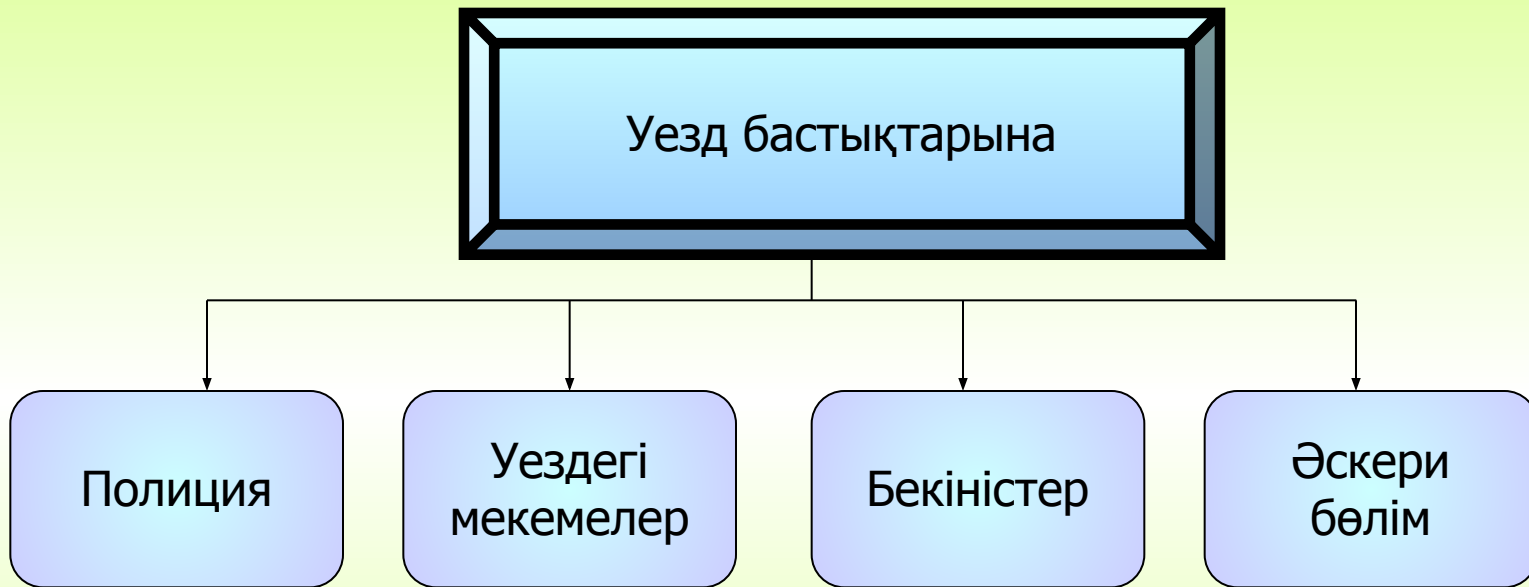 Уезд бастықтарына
Полиция
Уездегі
мекемелер
Бекіністер
Әскери
бөлім